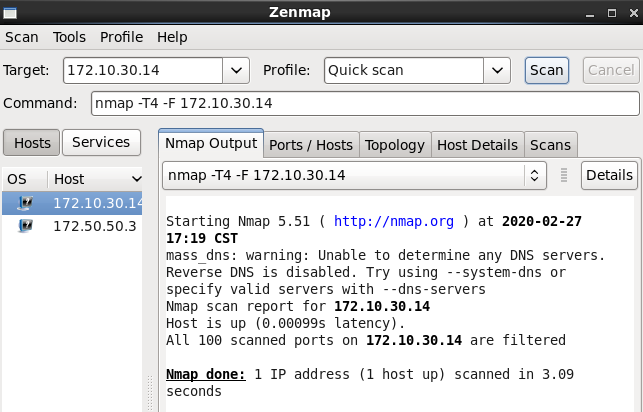 Zenmap
Scan Tools Profile Help
Target: 172.10.30.14 Profile: Quick scan Scan Cancel
Command: nmap -T4 -F 172.10.30.14
Hosts Services
Nmap Output Ports / Hosts Topology Host Details Scans
OS Host
172.10.30.14
172.50.50.3
nmap -T4 -F 172.10.30.14 Details
Starting Nmap 5.51 ( http://nmap.org ) at 2020-02-27
17:19 CST
mass_dns: warning: Unable to determine any DNS servers.
Reverse DNS is disabled. Try using --system-dns or
specify valid servers with --dns-servers
Nmap scan report for 172.10.30.14
Host is up (0.00099s latency).
All 100 scanned ports on 172.10.30.14 are filtered
Nmap done: 1 IP address (1 host up) scanned in 3.09
seconds